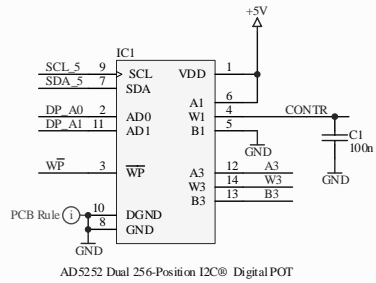 +5V
IC1
SCL_5 9 SCL VDD 1
SDA_5 7 SDA
A1 6
DP_A0 2 AD0 W1 4 CONTR
DP_A1 11 AD1 B1 5
C1
100n
GND
WP 3 WP A3 12 A3
GND
W3 14 W3
B3 13 B3
PCB Rule i 10 DGND
8 GND
GND
AD5252 Dual 256-Position I2C® Digital POT